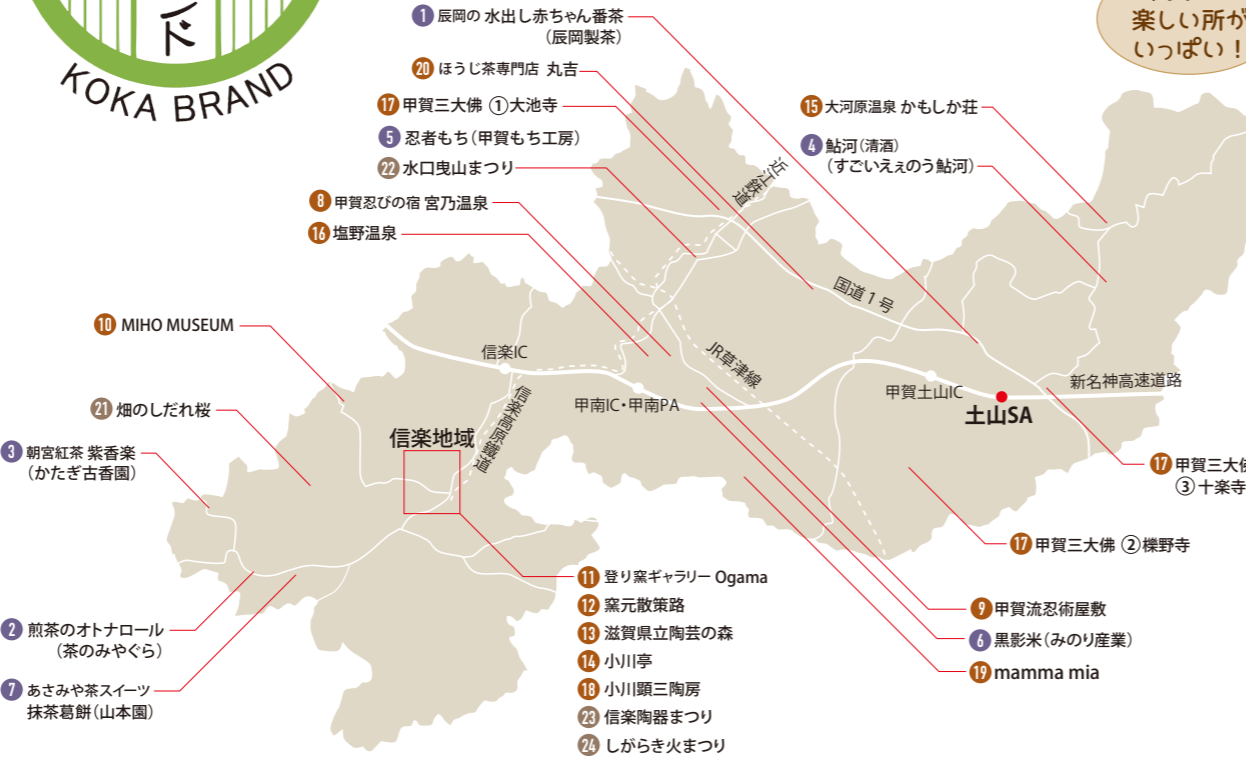 ンド
KOKA BRAND
楽しい所が
いっぱい！
1 辰岡の 水出し赤ちゃん番茶
(辰岡製茶)
20 ほうじ茶専門店 丸吉
17 甲賀三大佛 ①大池寺
5 忍者もち(甲賀もち工房)
22 水口曳山まつり
8 甲賀忍びの宿 宮乃温泉
16 塩野温泉
15 大河原温泉 かもしか荘
4 鮎河(清酒)
(すごいえぇのう鮎河)
10 MIHO MUSEUM
21 畑のしだれ桜
3 朝宮紅茶 紫香楽
(かたぎ古香園)
2 煎茶のオトナロール
(茶のみやぐら)
7 あさみや茶スイーツ
抹茶葛餅(山本園)
近江鉄道
国道1号
JR草津線
信楽IC
信楽高原鐵道
信楽地域
甲南IC・甲南PA
甲賀土山IC
新名神高速道路
土山SA
17 甲賀三大佛
③十楽寺
17 甲賀三大佛 ②櫟野寺
9 甲賀流忍術屋敷
6 黒影米(みのり産業)
19 mamma mia
11 登り窯ギャラリー Ogama
12 窯元散策路
13 滋賀県立陶芸の森
14 小川亭
18 小川顕三陶房
23 信楽陶器まつり
24 しがらき火まつり